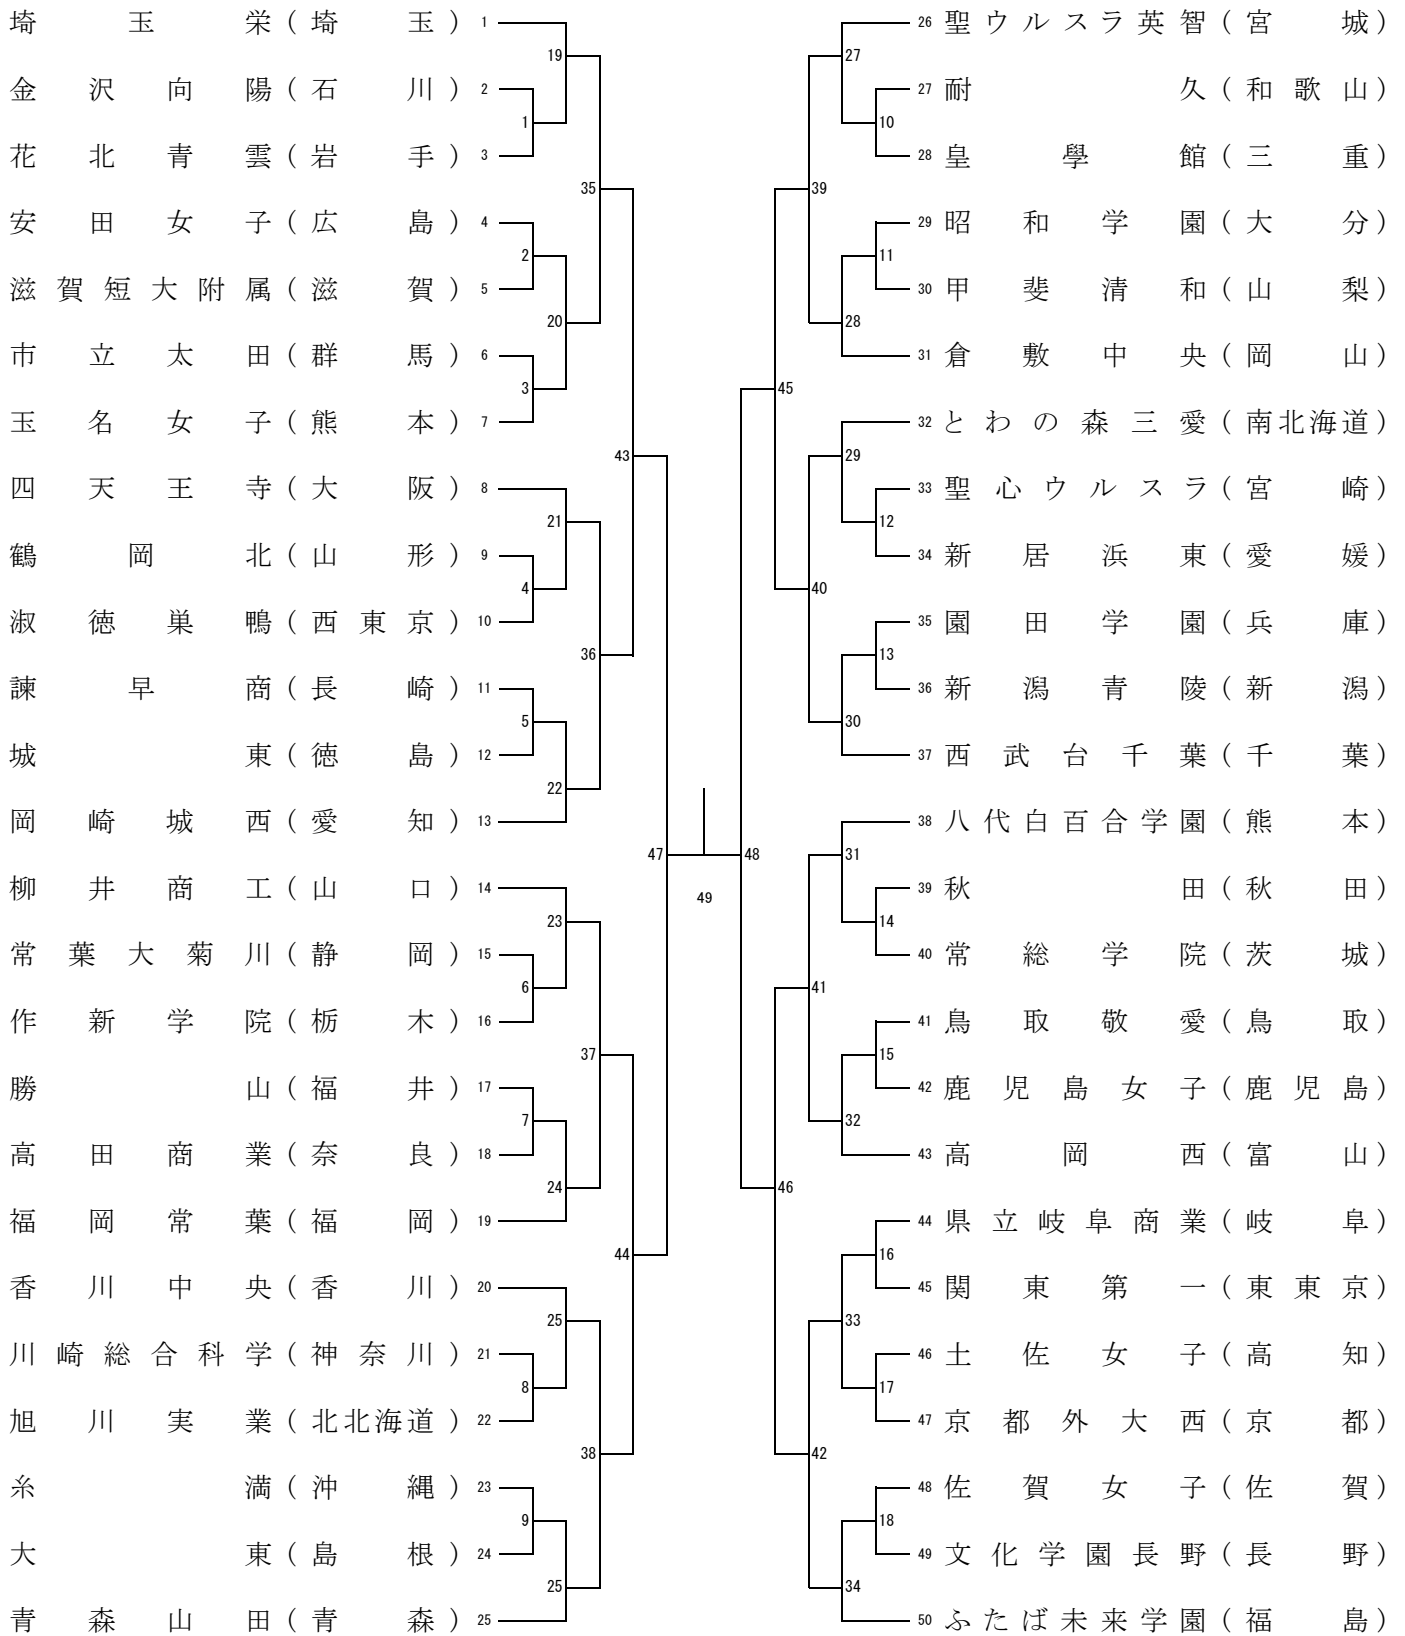 埼玉栄（埼玉）1
金沢向陽（石川）2
花北青雲（岩手）3
安田女子（広島）4
滋賀短大附属（滋賀）5
市立太田（群馬）6
玉名女子（熊本）7
四天王寺（大阪）8
鶴岡北（山形）9
淑徳巣鴨（西東京）10
諫早商（長崎）11
城東（徳島）12
岡崎城西（愛知）13
柳井商工（山口）14
常葉大菊川（静岡）15
作新学院（栃木）16
勝山（福井）17
高田商業（奈良）18
福岡常葉（福岡）19
香川中央（香川）20
川崎総合科学（神奈川）21
旭川実業（北北海道）22
糸満（沖縄）23
大東（島根）24
青森山田（青森）25
19
1
2
20
3
21
4
5
22
23
6
7
24
25
8
9
25
35
36
37
38
43
44
47
49
48
45
46
39
40
41
42
27
10
11
28
29
12
13
30
31
14
15
32
16
33
17
18
34
26 聖ウルスラ英智（宮城）
27 耐久（和歌山）
28 皇學館（三重）
29 昭和学園（大分）
30 甲斐清和（山梨）
31 倉敷中央（岡山）
32 とわの森三愛（南北海道）
33 聖心ウルスラ（宮崎）
34 新居浜東（愛媛）
35 園田学園（兵庫）
36 新潟青陵（新潟）
37 西武台千葉（千葉）
38 八代白百合学園（熊本）
39 秋田（秋田）
40 常総学院（茨城）
41 鳥取敬愛（鳥取）
42 鹿児島女子（鹿児島）
43 高岡西（富山）
44 県立岐阜商業（岐阜）
45 関東第一（東東京）
46 土佐女子（高知）
47 京都外大西（京都）
48 佐賀女子（佐賀）
49 文化学園長野（長野）
50 ふたば未来学園（福島）